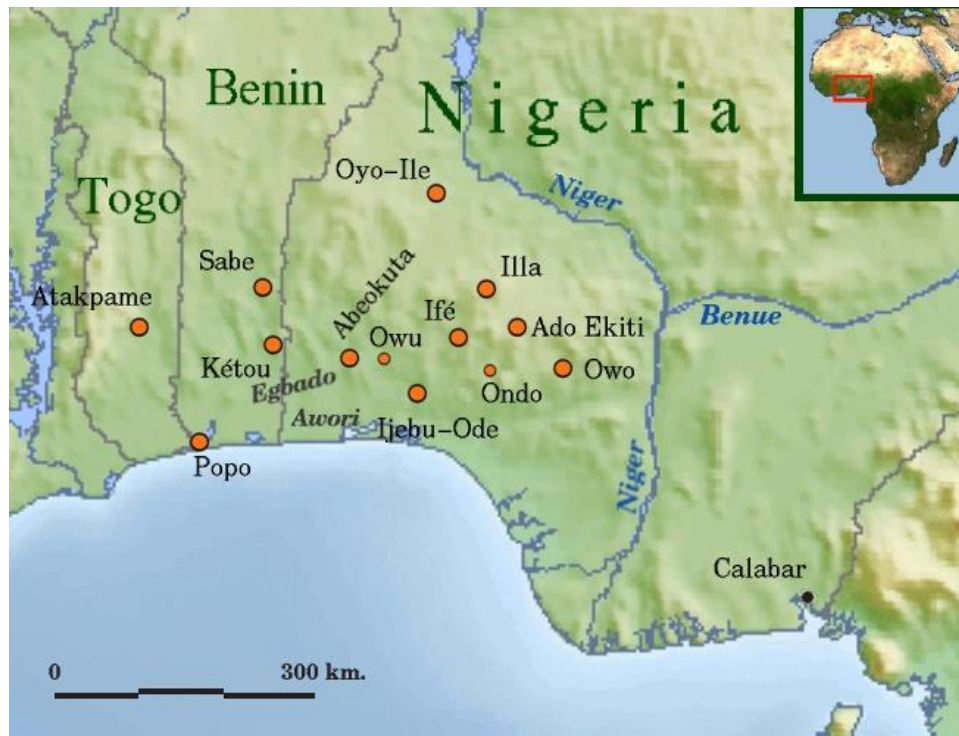 Benin
Nigeria
Togo
Oyo-Ile
Niger
Sabe
Abeokuta
Illa
Atakpame
Ifé
Benue
Owu
Ado Ekiti
Kétou
Egbado
Owo
Ondo
Awori
Ijebu-Ode
Popo
Niger
Calabar
0 300 km.